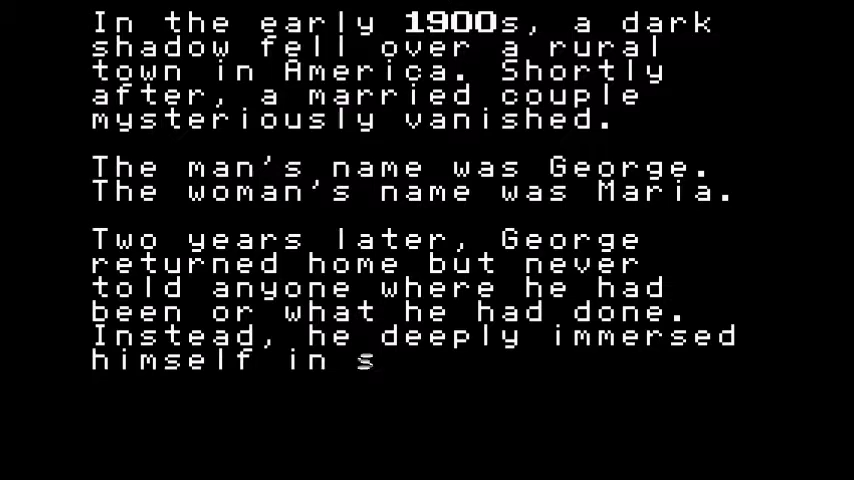 In the early 1900s, a dark
shadow fell over a rural
town in America. Shortly
after, a married couple
mysteriously vanished.
The man's name was George.
The woman's name was Maria.
Two years later, George
returned home but never
told anyone where he had
been or what he had done.
Instead, he deeply immersed
himself in s